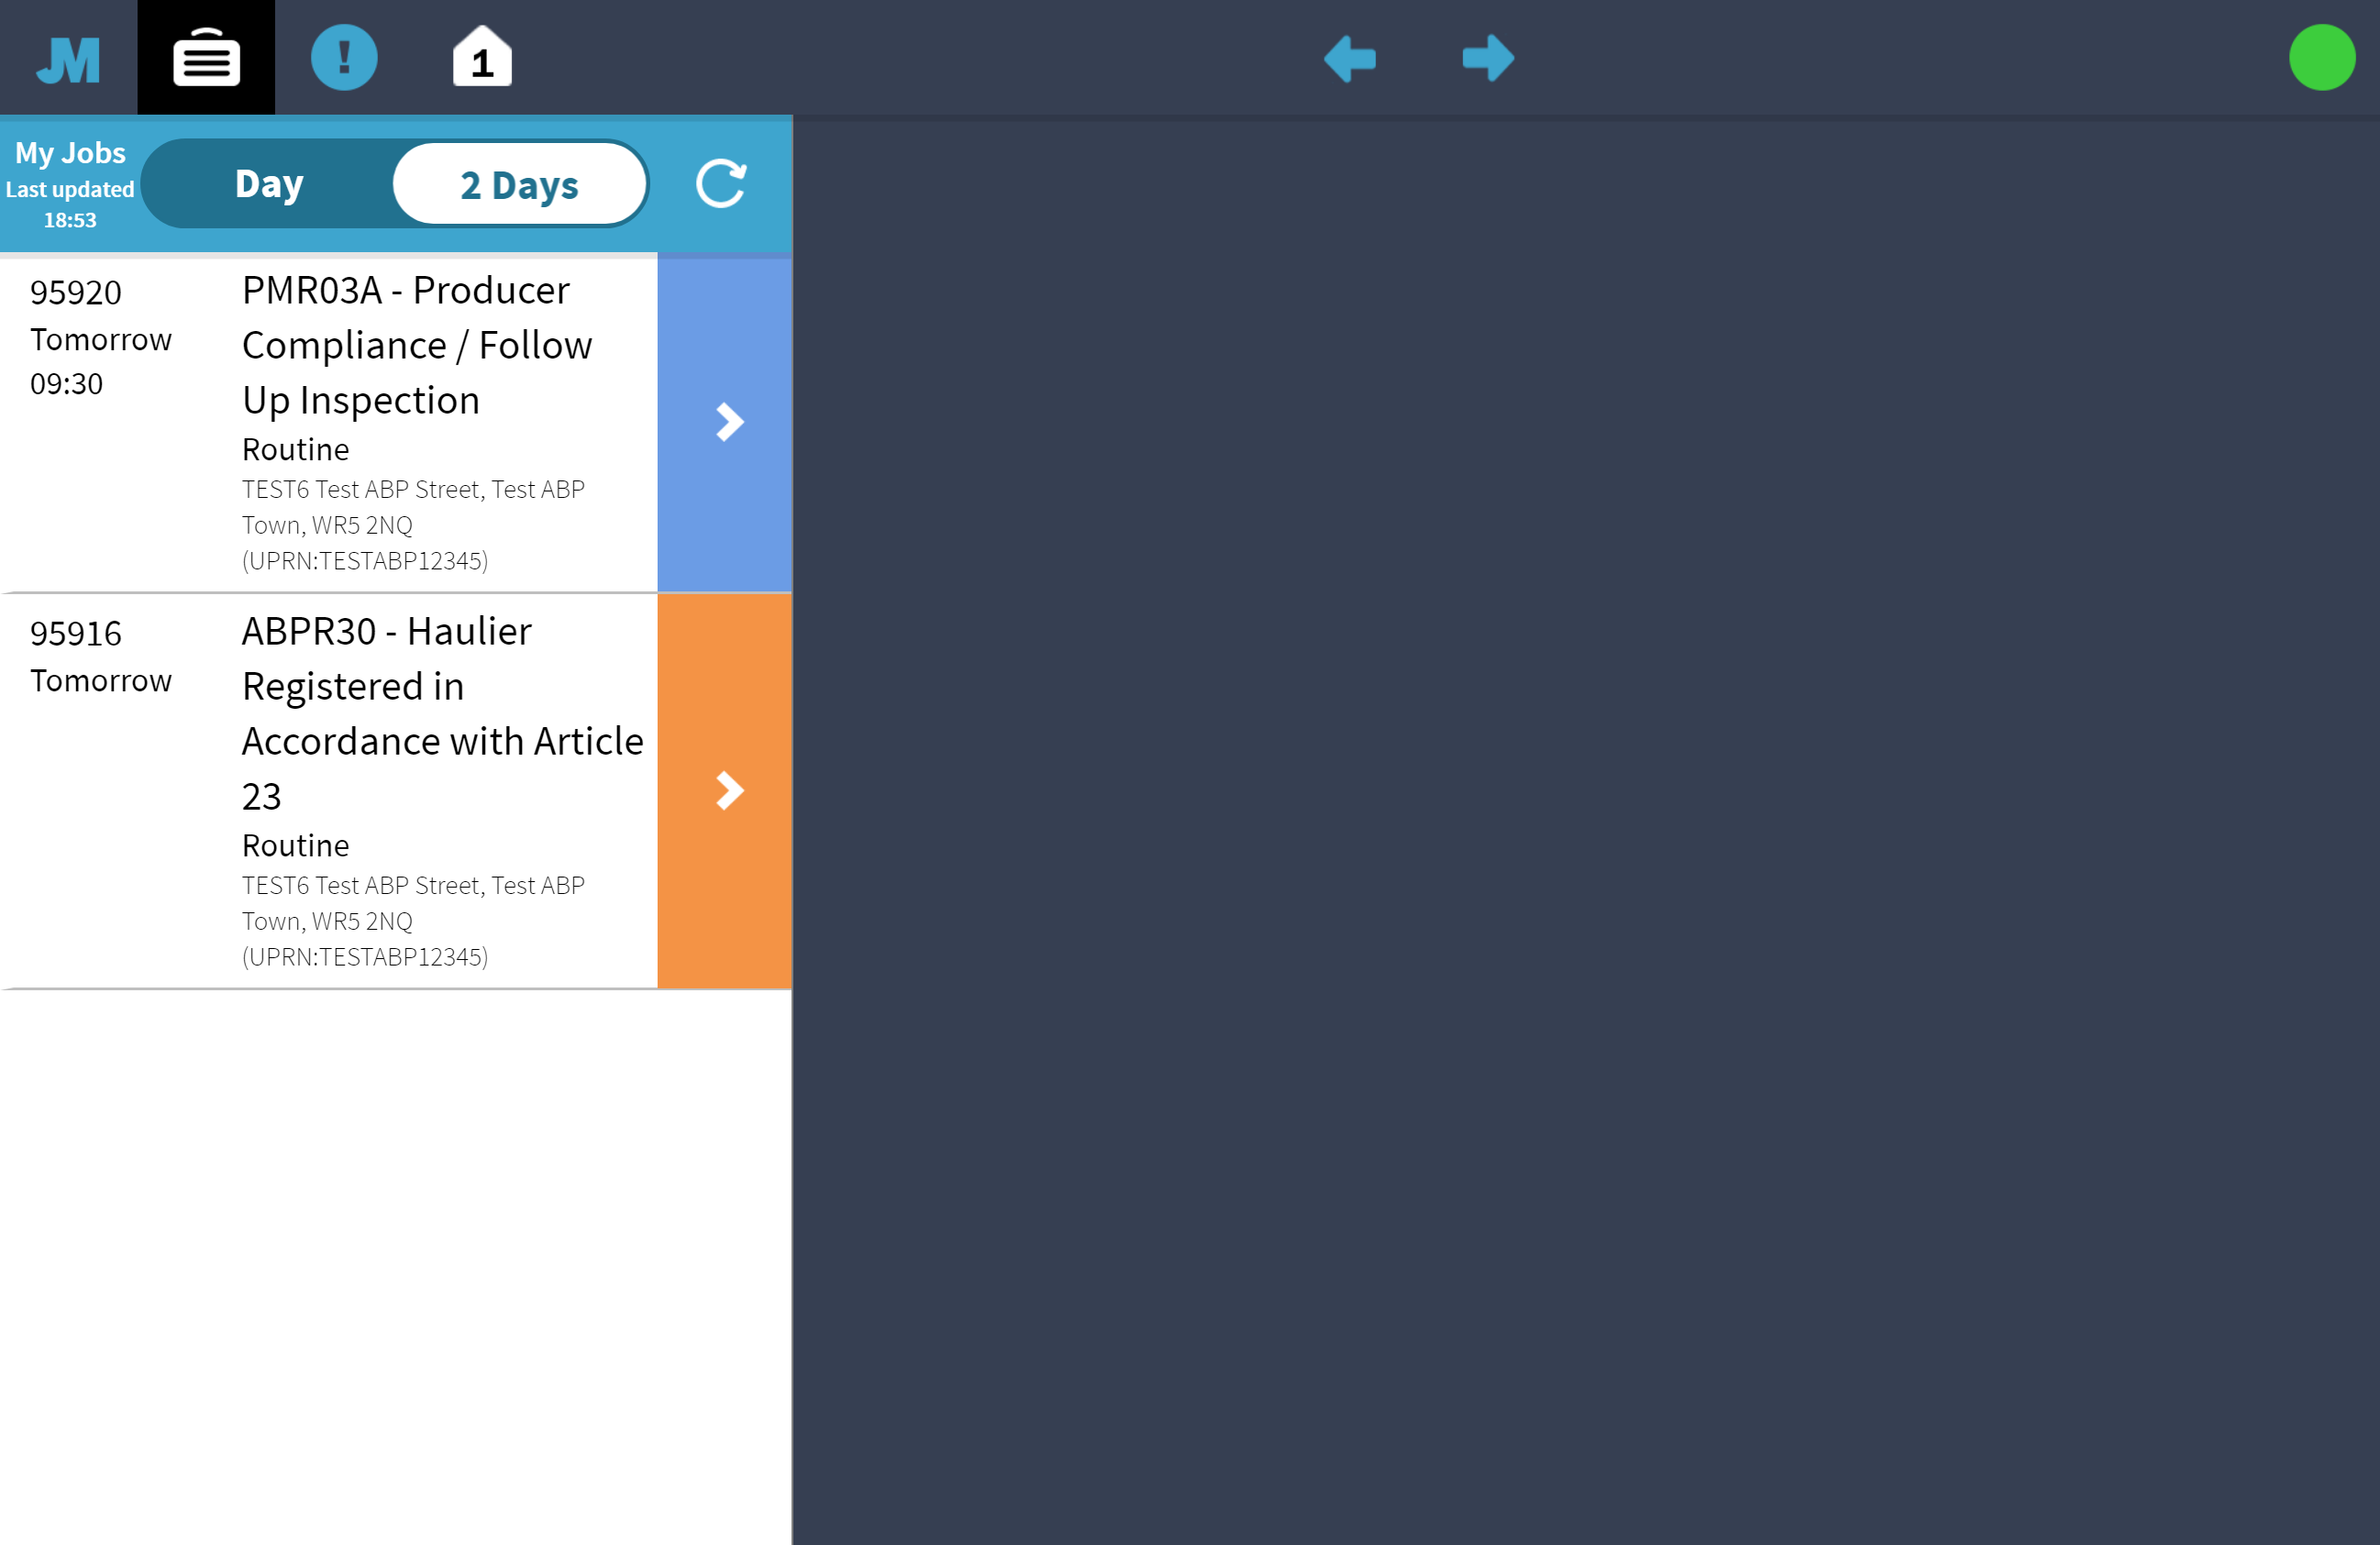 JM
!
1
My Jobs
Last updated
18:53
Day
2 Days
95920
Tomorrow
09:30
PMR03A - Producer
Compliance / Follow
Up Inspection
Routine
TEST6 Test ABP Street, Test ABP
Town, WR5 2NQ
(UPRN:TESTABP12345)
95916
Tomorrow
ABPR30 - Haulier
Registered in
Accordance with Article
23
Routine
TEST6 Test ABP Street, Test ABP
Town, WR5 2NQ
(UPRN:TESTABP12345)